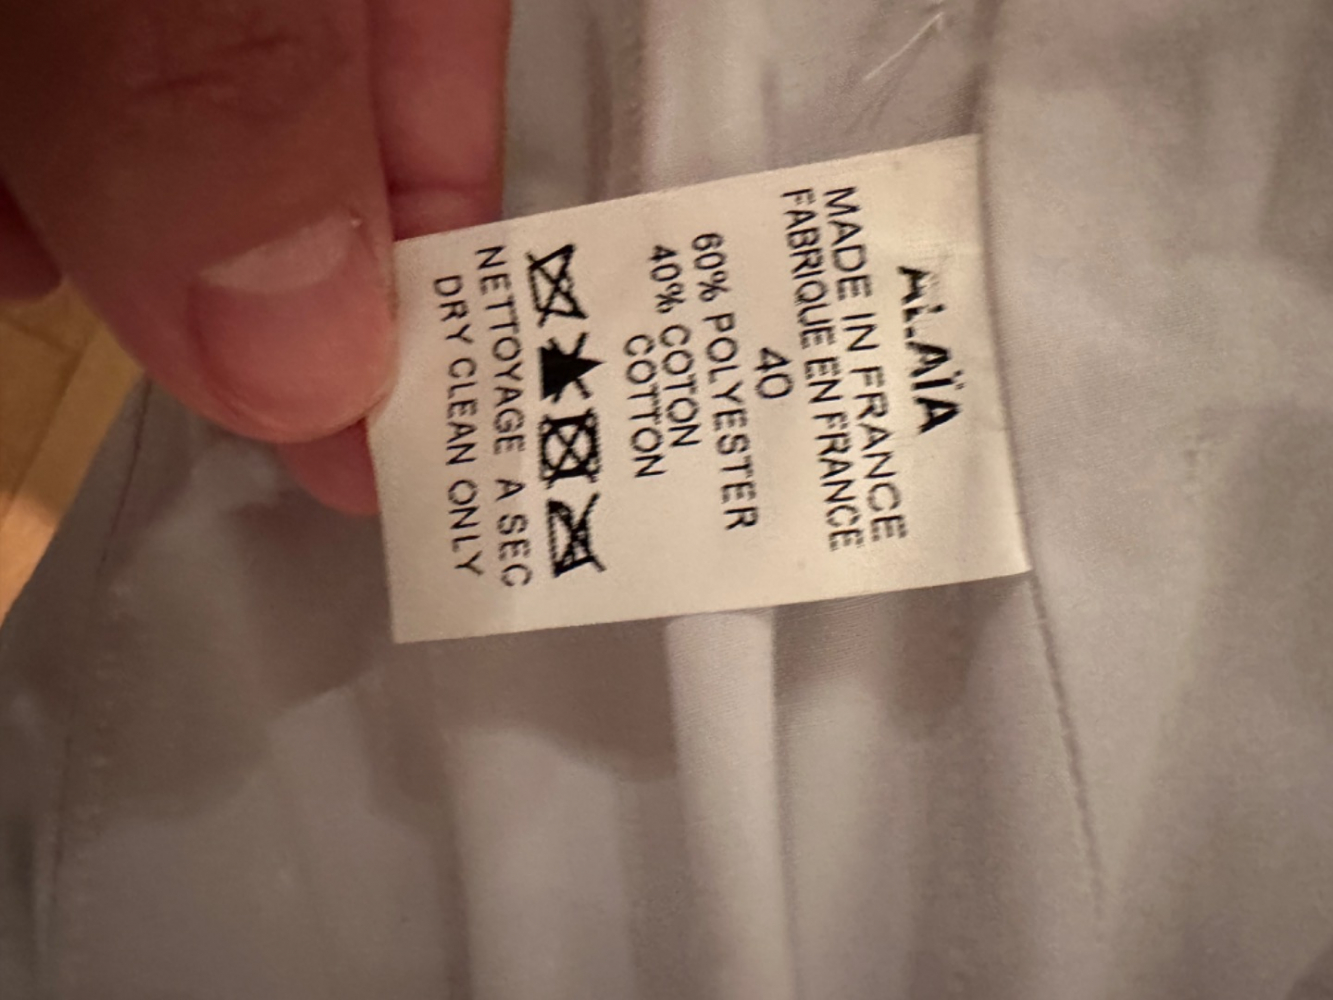 ALAÏA
MADE IN FRANCE
FABRIQUE EN FRANCE
40
60% POLYESTER
40% COTON
COTTON
NETTOYAGE A SEC
DRY CLEAN ONLY